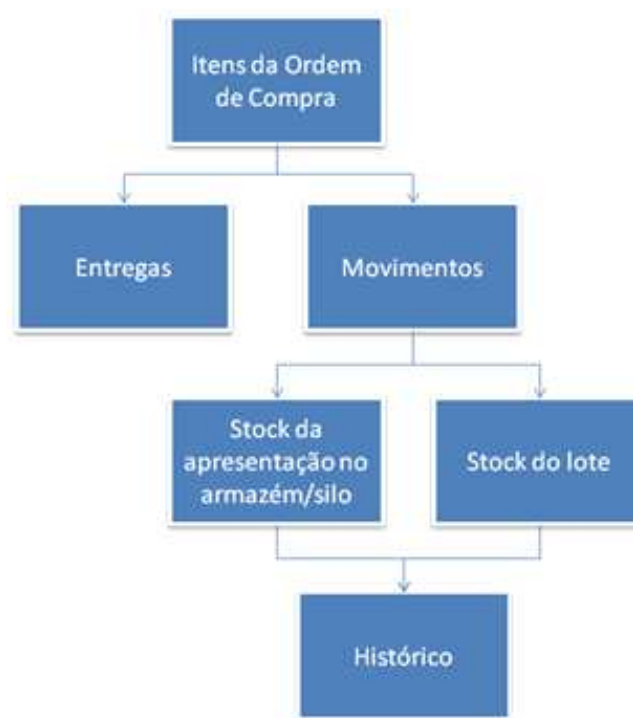 Itens da Ordem
de Compra
Entregas
Movimentos
Stock da
apresentação no
armazém/silo
Stock do lote
Histórico